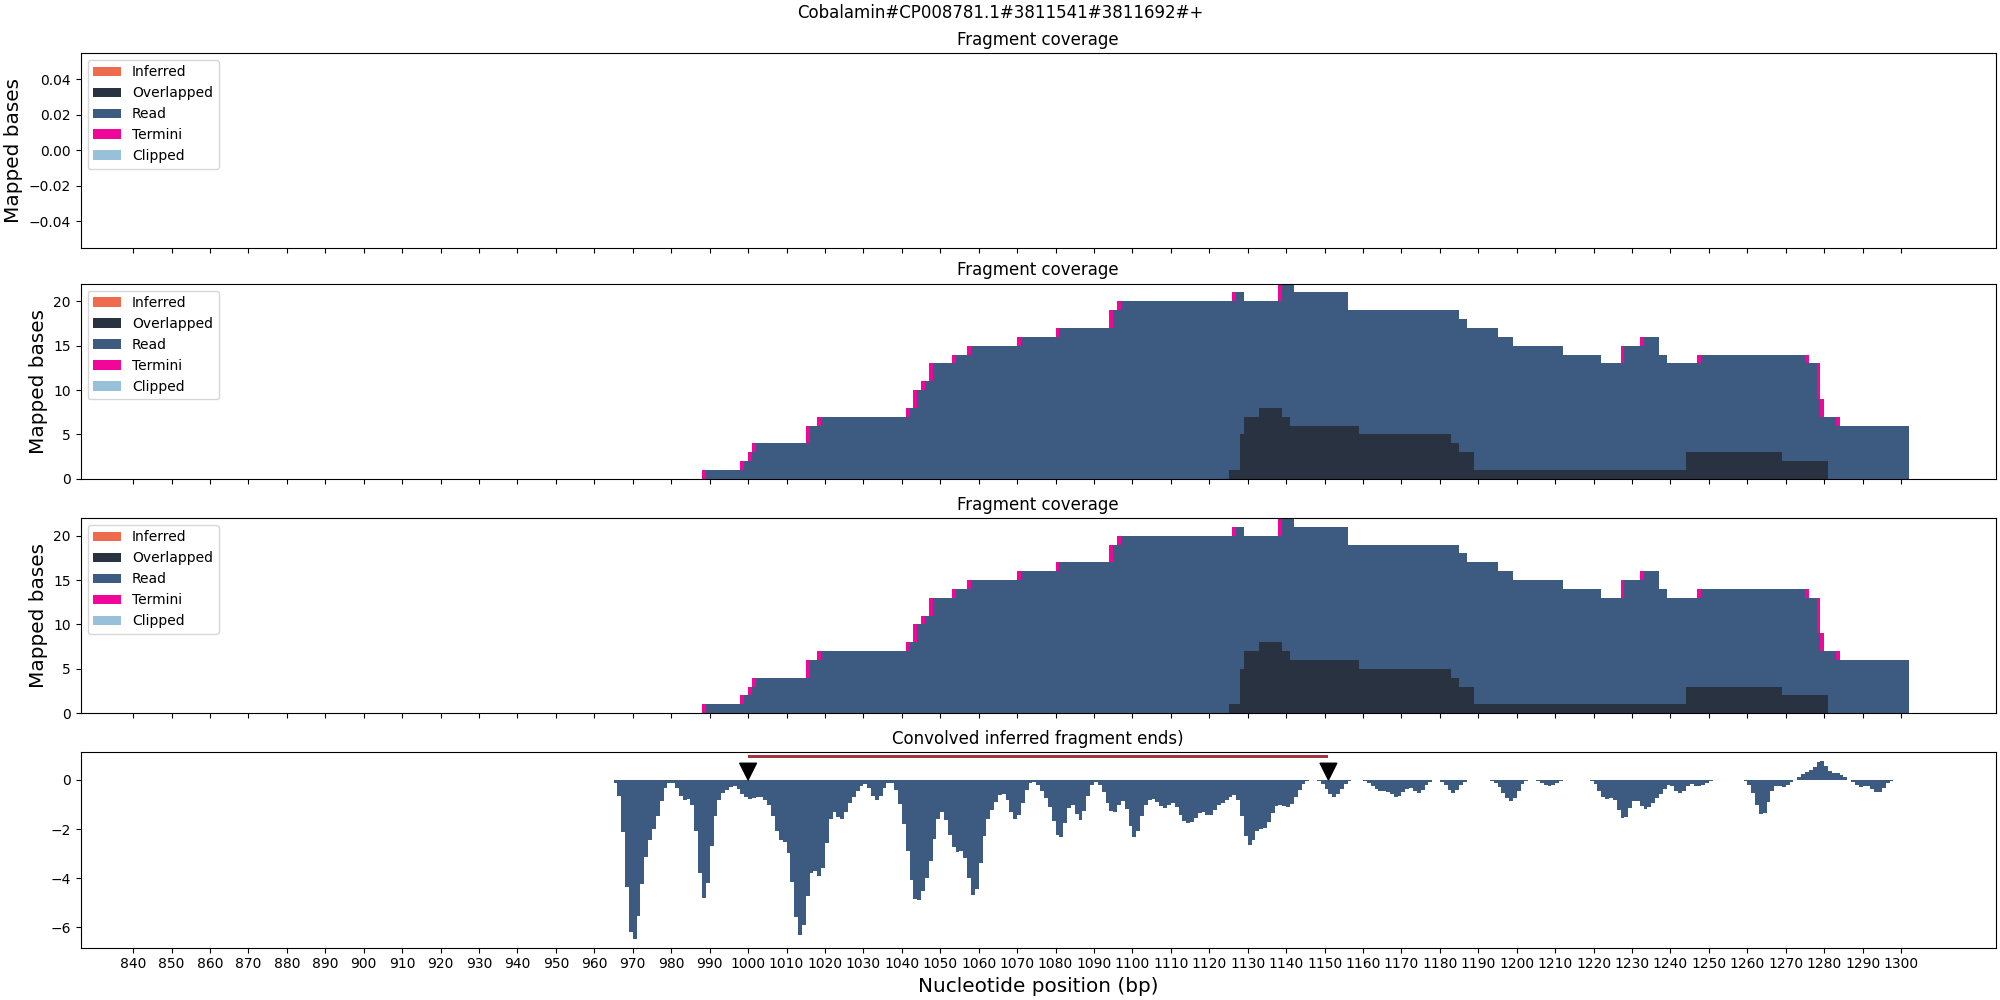 Cobalamin#CP008781.1#3811541#3811692#+
Fragment coverage
Mapped bases
0.04
0.02
0.00
−0.02
−0.04
Inferred
Overlapped
Read
Termini
Clipped
Fragment coverage
Mapped bases
20
15
10
5
0
Inferred
Overlapped
Read
Termini
Clipped
Fragment coverage
Mapped bases
20
15
10
5
0
Inferred
Overlapped
Read
Termini
Clipped
Convolved inferred fragment ends)
0
−2
−4
−6
840 850 860 870 880 890 900 910 920 930 940 950 960 970 980 990 1000 1010 1020 1030 1040 1050 1060 1070 1080 1090 1100 1110 1120 1130 1140 1150 1160 1170 1180 1190 1200 1210 1220 1230 1240 1250 1260 1270 1280 1290 1300
Nucleotide position (bp)